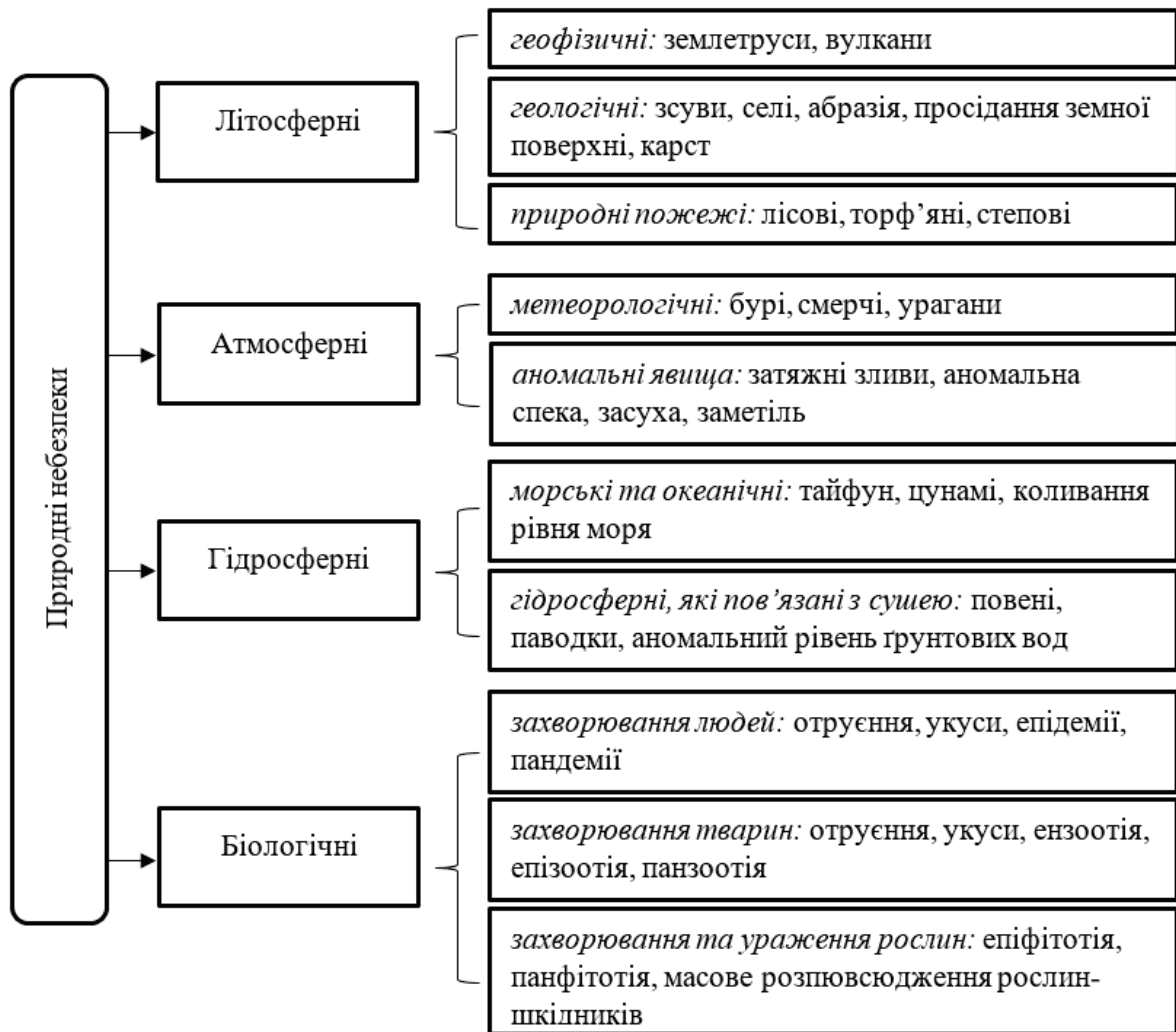 Природні небезпеки
Літосферні
геофізичні: землетруси, вулкани
геологічні: зсуви, селі, абразія, просідання земної
поверхні, карст
природні пожежі: лісові, торф’яні, степові
Атмосферні
метеорологічні: бурі, смерчі, урагани
аномальні явища: затяжні зливи, аномальна
спека, засуха, заметіль
Гідросферні
морські та океанічні: тайфун, цунамі, коливання
рівня моря
гідросферні, які пов’язані з сушею: повені,
паводки, аномальний рівень ґрунтових вод
Біологічні
захворювання людей: отруєння, укуси, епідемії,
пандемії
захворювання тварин: отруєння, укуси, ензоотія,
епізоотія, панзоотія
захворювання та ураження рослин: епіфітотія,
панфітотія, масове розпювсюдження рослин-
шкідників